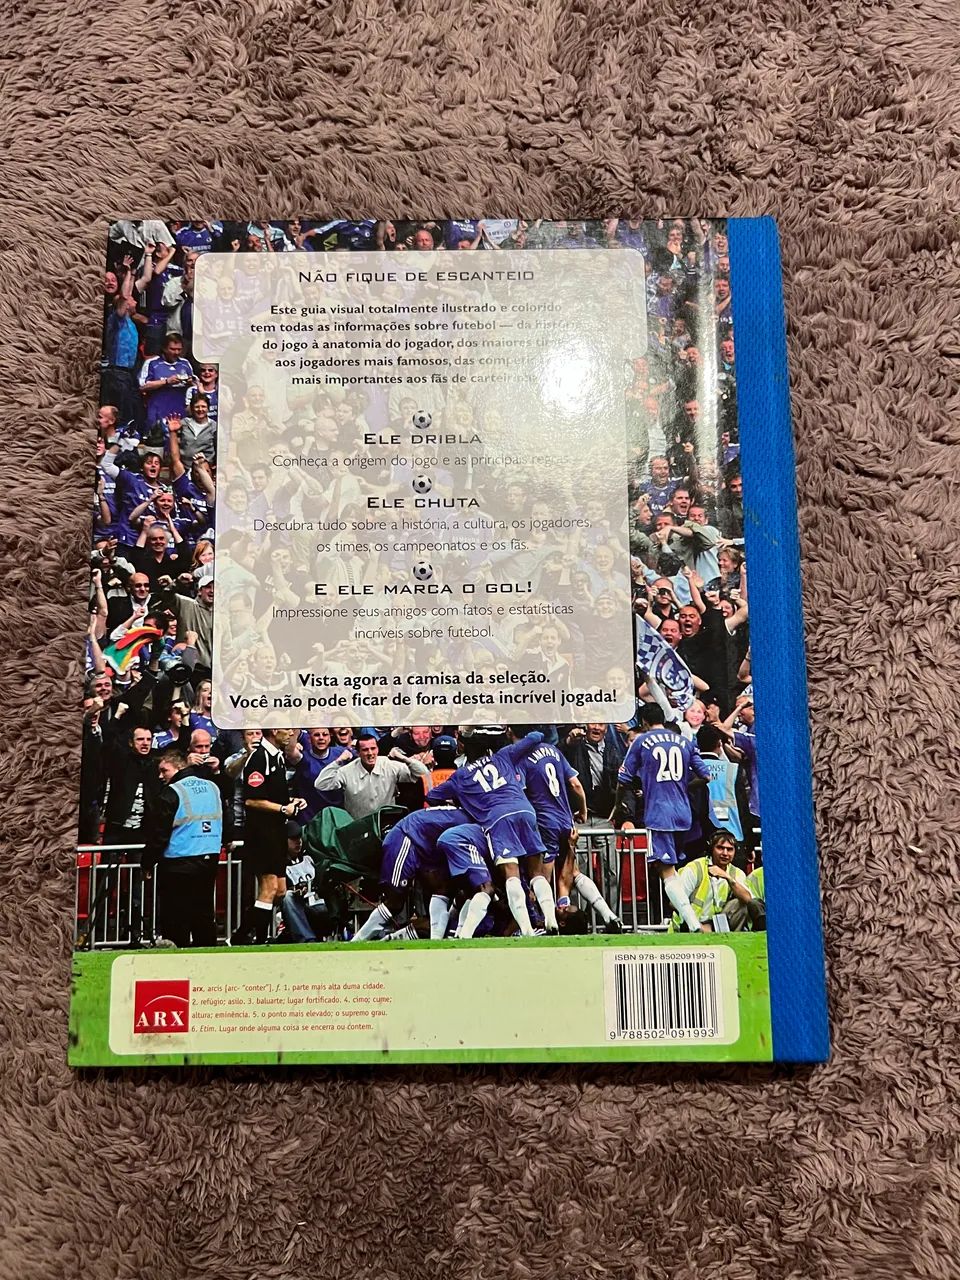 NÃO FIQUE DE ESCANTEIO
Este guia visual totalmente ilustrado e colorido
tem todas as informações sobre futebol — da história
do jogo à anatomia do jogador, dos maiores
aos jogadores mais famosos, das
mais importantes aos fãs de
ELE DRIBLA
Conheça a origem do jogo e as principais regras.
ELE CHUTA
Descubra tudo sobre a história, a cultura, os jogadores,
os times, os campeonatos e os fãs.
E ELE MARCA O GOL!
Impressione seus amigos com fatos e estatísticas
incríveis sobre futebol.
Vista agora a camisa da seleção.
Você não pode ficar de fora desta incrível jogada!
FERREIRA
20
12
LAMPARD
8
RESPONSE
TEAM
ARX
arx, arcis [arc- "conter"], f. 1. parte mais alta duma cidade.
2. refúgio; asilo. 3. baluarte; lugar fortificado. 4. cimo; cume;
altura; eminência. 5. o ponto mais elevado; o supremo grau.
6. Etim. Lugar onde alguma coisa se encerra ou contem.
ISBN 978- 850209199-3
9 788502 091993